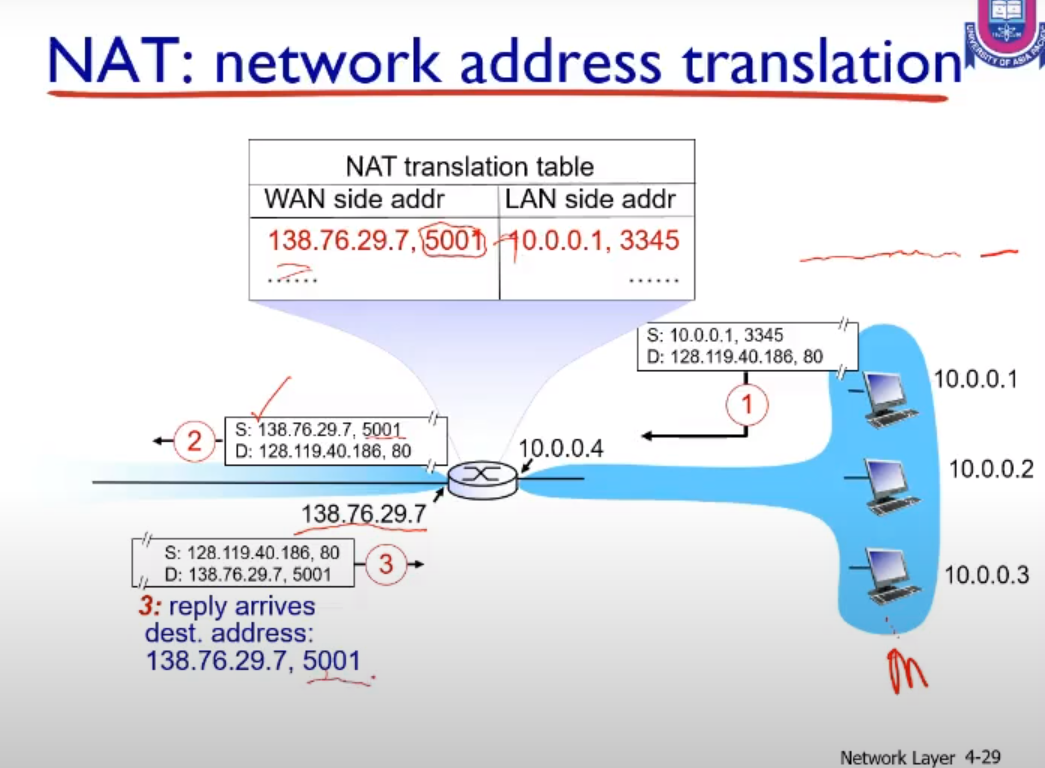 NAT: network address translation
UNIVERSITY OF ASIA PACIFIC
NAT translation table
WAN side addr LAN side addr
138.76.29.7, 5001 10.0.0.1, 3345
...... ......
S: 10.0.0.1, 3345
D: 128.119.40.186, 80
10.0.0.1
1
2
S: 138.76.29.7, 5001
D: 128.119.40.186, 80
10.0.0.4
10.0.0.2
138.76.29.7
S: 128.119.40.186, 80
D: 138.76.29.7, 5001
3
10.0.0.3
3: reply arrives
dest. address:
138.76.29.7, 5001
Network Layer 4-29